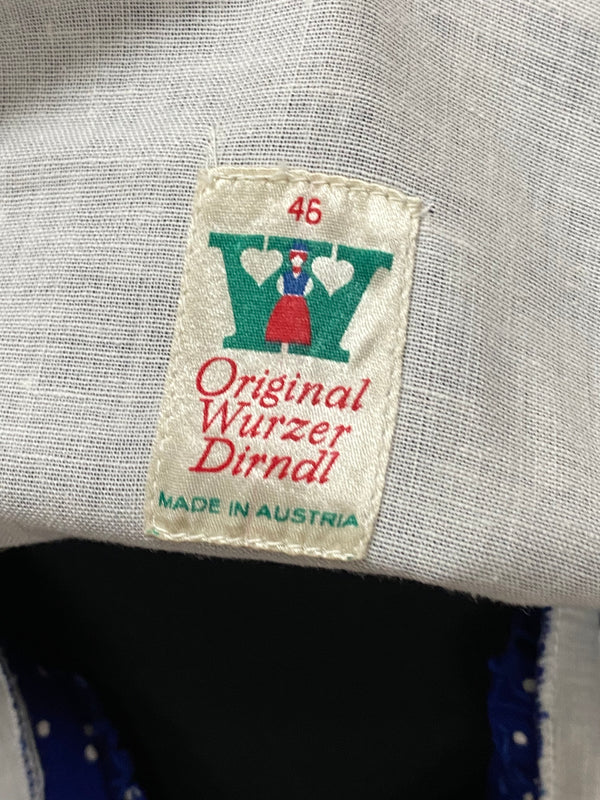 46
W
Original
Wurzer
Dirndl
MADE IN AUSTRIA